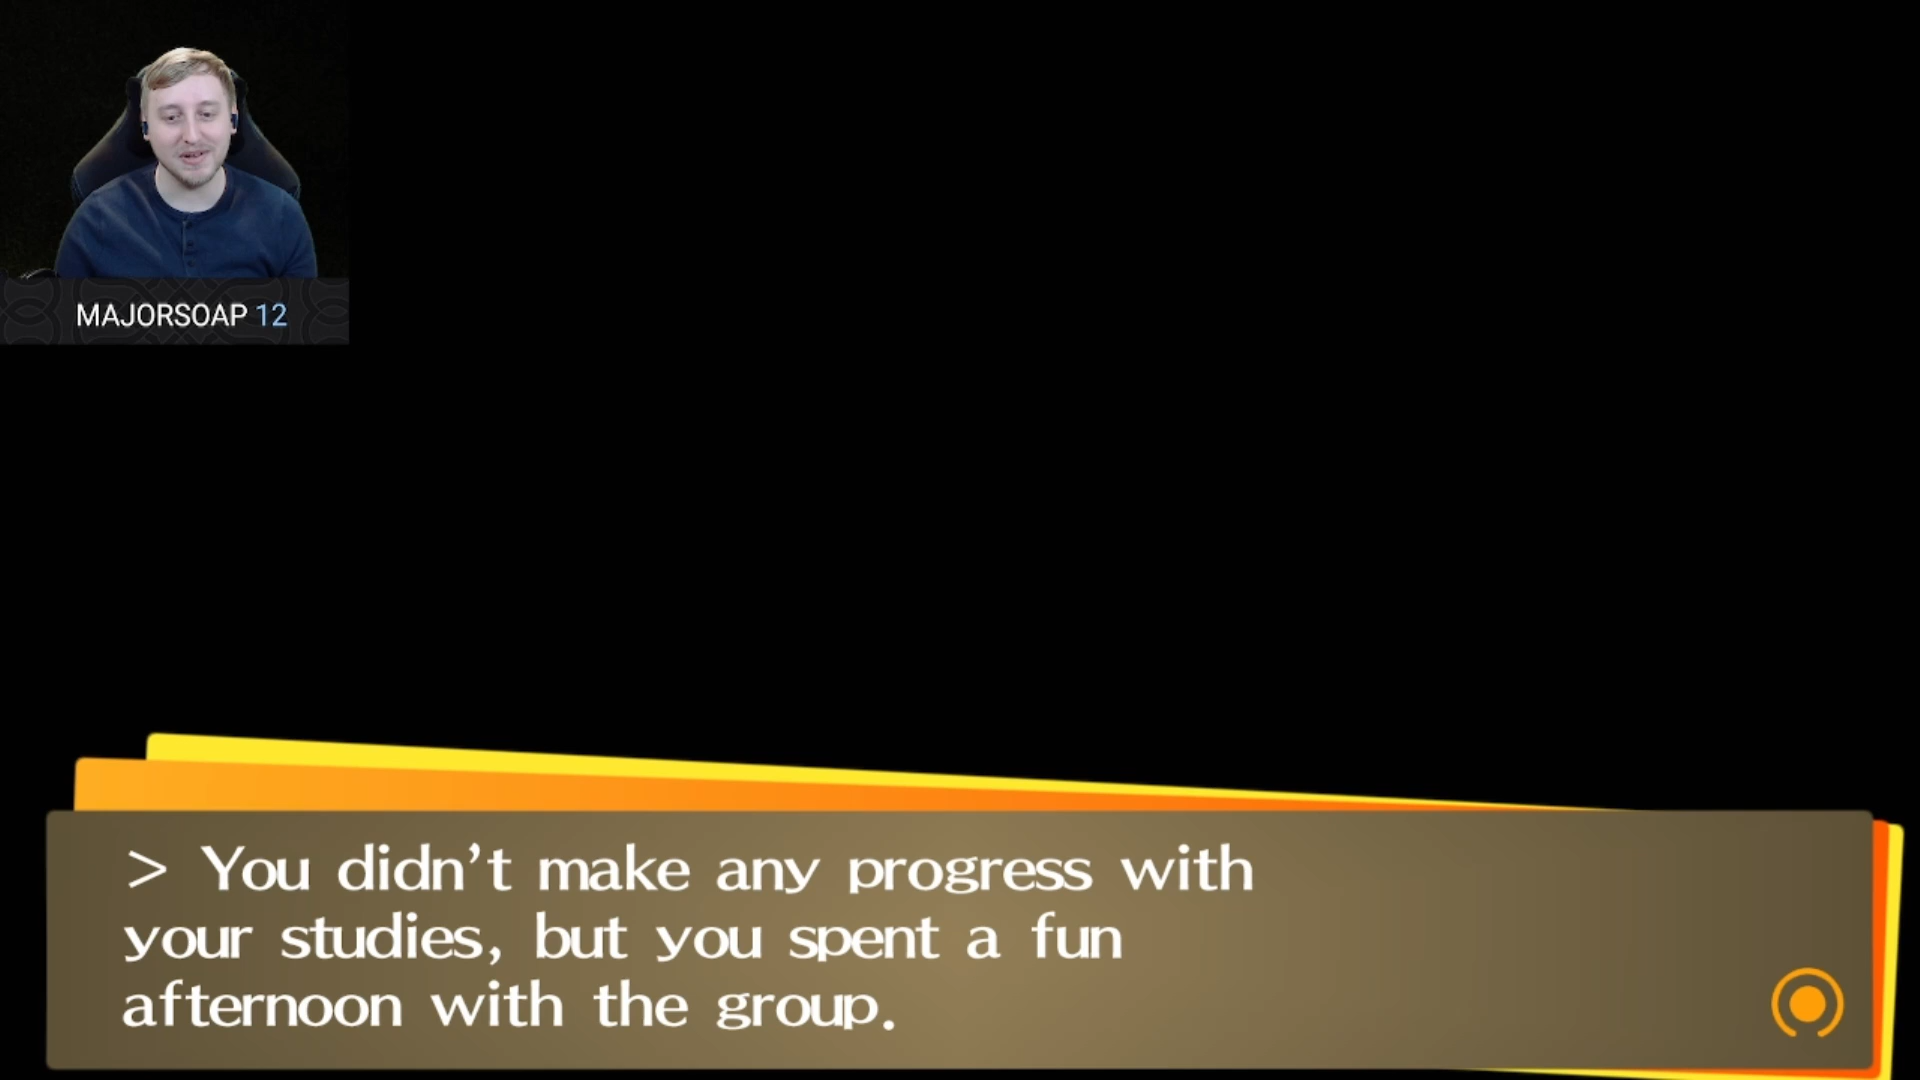 MAJORSOAP 12
> You didn't make any progress with
your studies, but you spent a fun
afternoon with the group.